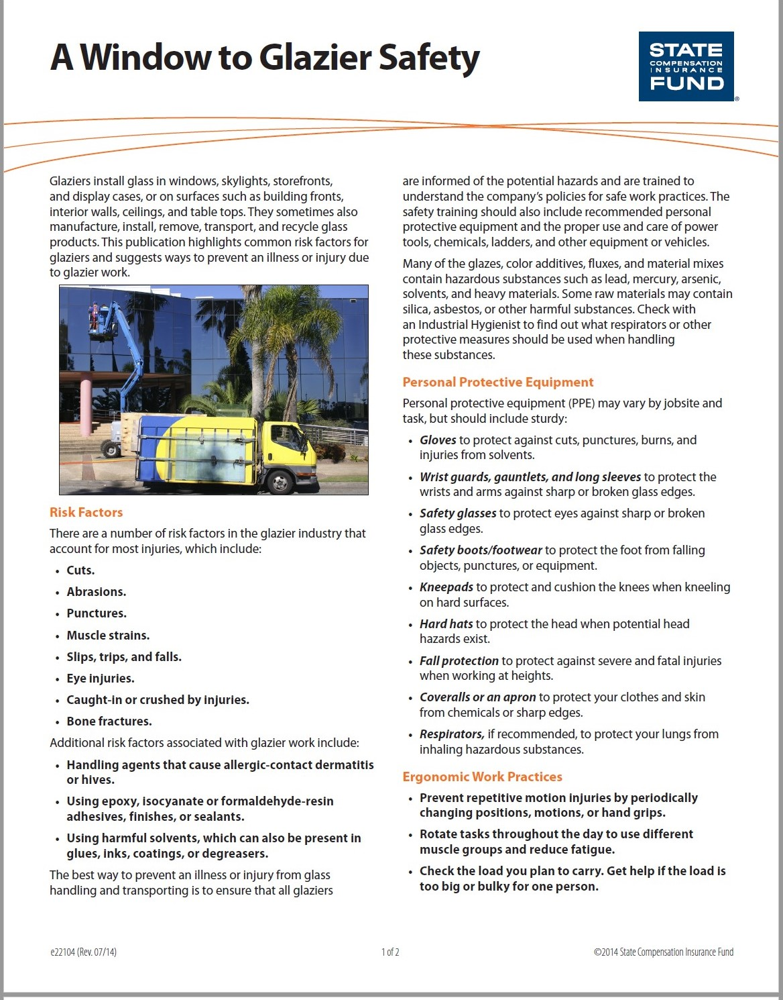 A Window to Glazier Safety
STATE
COMPENSATION
INSURANCE
FUND
®
Glaziers install glass in windows, skylights, storefronts,
and display cases, or on surfaces such as building fronts,
interior walls, ceilings, and table tops. They sometimes also
manufacture, install, remove, transport, and recycle glass
products. This publication highlights common risk factors for
glaziers and suggests ways to prevent an illness or injury due
to glazier work.
Risk Factors
There are a number of risk factors in the glazier industry that
account for most injuries, which include:
• Cuts.
• Abrasions.
• Punctures.
• Muscle strains.
• Slips, trips, and falls.
• Eye injuries.
• Caught-in or crushed by injuries.
• Bone fractures.
Additional risk factors associated with glazier work include:
• Handling agents that cause allergic-contact dermatitis
or hives.
• Using epoxy, isocyanate or formaldehyde-resin
adhesives, finishes, or sealants.
• Using harmful solvents, which can also be present in
glues, inks, coatings, or degreasers.
The best way to prevent an illness or injury from glass
handling and transporting is to ensure that all glaziers
are informed of the potential hazards and are trained to
understand the company's policies for safe work practices. The
safety training should also include recommended personal
protective equipment and the proper use and care of power
tools, chemicals, ladders, and other equipment or vehicles.
Many of the glazes, color additives, fluxes, and material mixes
contain hazardous substances such as lead, mercury, arsenic,
solvents, and heavy materials. Some raw materials may contain
silica, asbestos, or other harmful substances. Check with
an Industrial Hygienist to find out what respirators or other
protective measures should be used when handling
these substances.
Personal Protective Equipment
Personal protective equipment (PPE) may vary by jobsite and
task, but should include sturdy:
• Gloves to protect against cuts, punctures, burns, and
injuries from solvents.
• Wrist guards, gauntlets, and long sleeves to protect the
wrists and arms against sharp or broken glass edges.
• Safety glasses to protect eyes against sharp or broken
glass edges.
• Safety boots/footwear to protect the foot from falling
objects, punctures, or equipment.
• Kneepads to protect and cushion the knees when kneeling
on hard surfaces.
• Hard hats to protect the head when potential head
hazards exist.
• Fall protection to protect against severe and fatal injuries
when working at heights.
• Coveralls or an apron to protect your clothes and skin
from chemicals or sharp edges.
• Respirators, if recommended, to protect your lungs from
inhaling hazardous substances.
Ergonomic Work Practices
• Prevent repetitive motion injuries by periodically
changing positions, motions, or hand grips.
• Rotate tasks throughout the day to use different
muscle groups and reduce fatigue.
• Check the load you plan to carry. Get help if the load is
too big or bulky for one person.
e22104 (Rev. 07/14)
1 of 2
©2014 State Compensation Insurance Fund